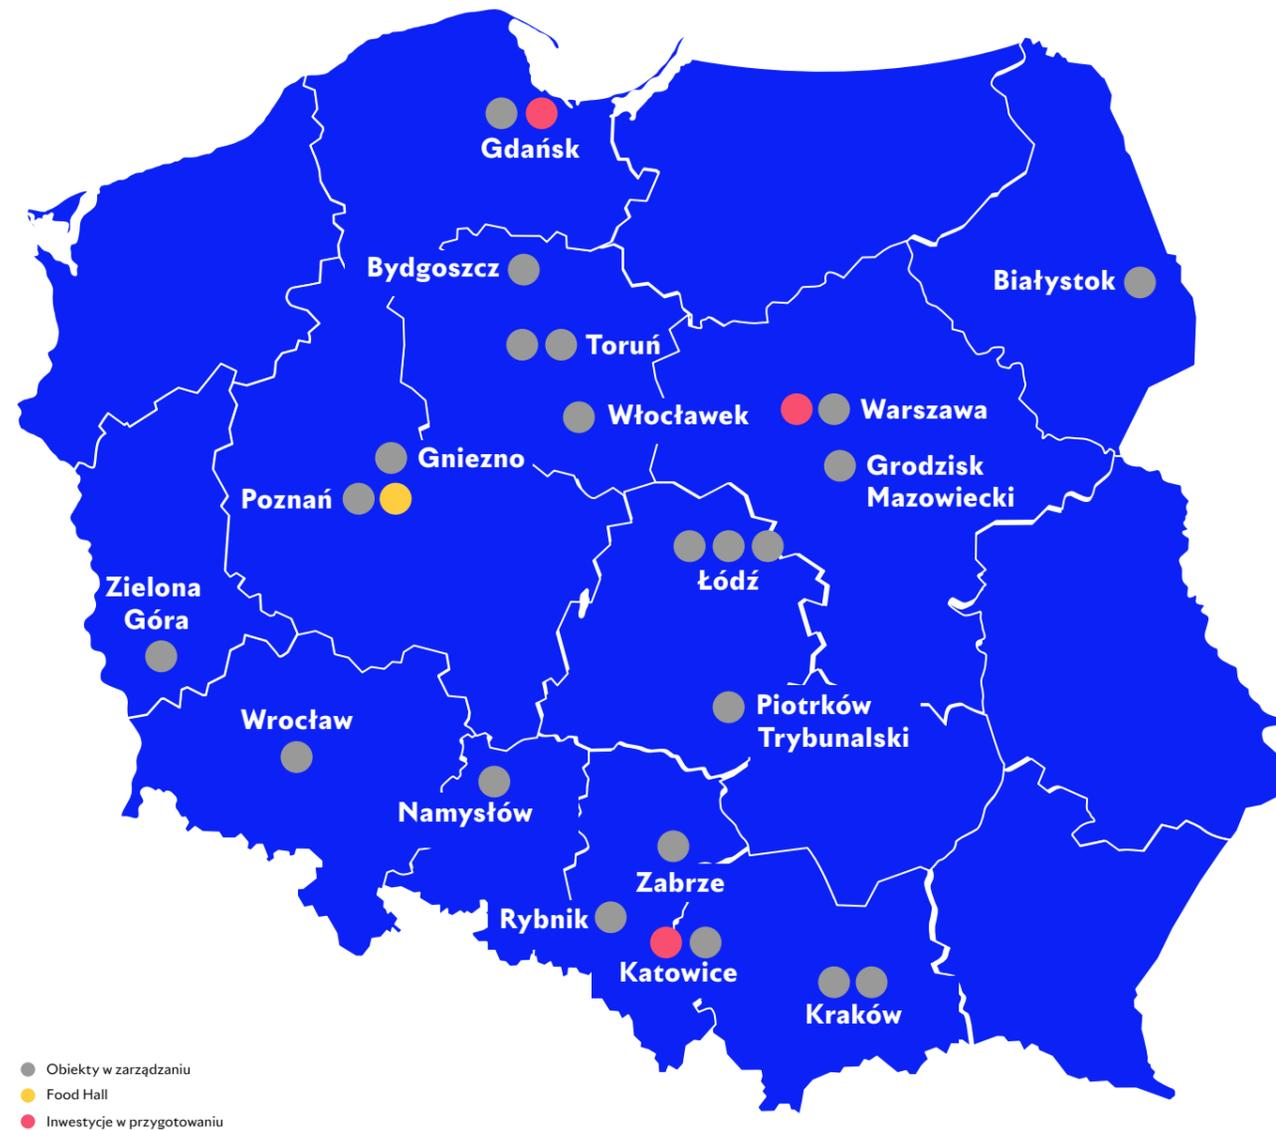 Gdańsk
Bydgoszcz
Białystok
Toruń
Włocławek
Warszawa
Gniezno
Grodzisk
Mazowiecki
Poznań
Łódź
Zielona
Góra
Piotrków
Trybunalski
Wrocław
Namysłów
Zabrze
Rybnik
Katowice
Kraków
Obiekty w zarządzaniu
Food Hall
Inwestycje w przygotowaniu